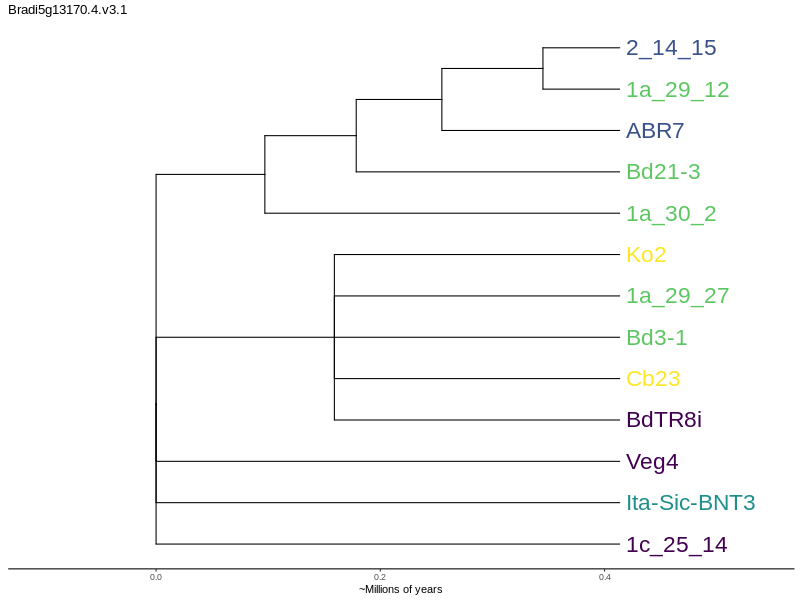 Bradi5g13170.4.v3.1
2_14_15
1a_29_12
ABR7
Bd21-3
1a_30_2
Ko2
1a_29_27
Bd3-1
Cb23
BdTR8i
Veg4
Ita-Sic-BNT3
1c_25_14
0.0 0.2 0.4
~Millions of years